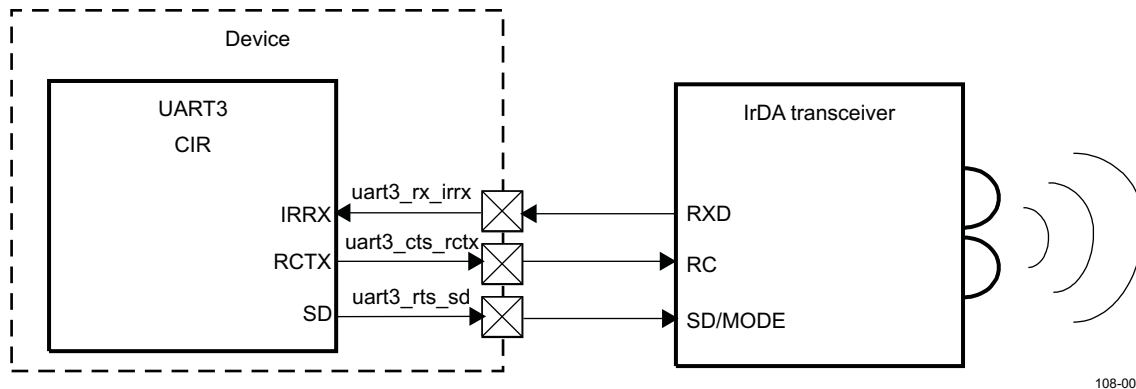 Device
UART3
CIR
IrDA transceiver
uart3_rx_irrx
IRRX
RXD
uart3_cts_rctx
RCTX
RC
uart3_rts_sd
SD
SD/MODE
108-00